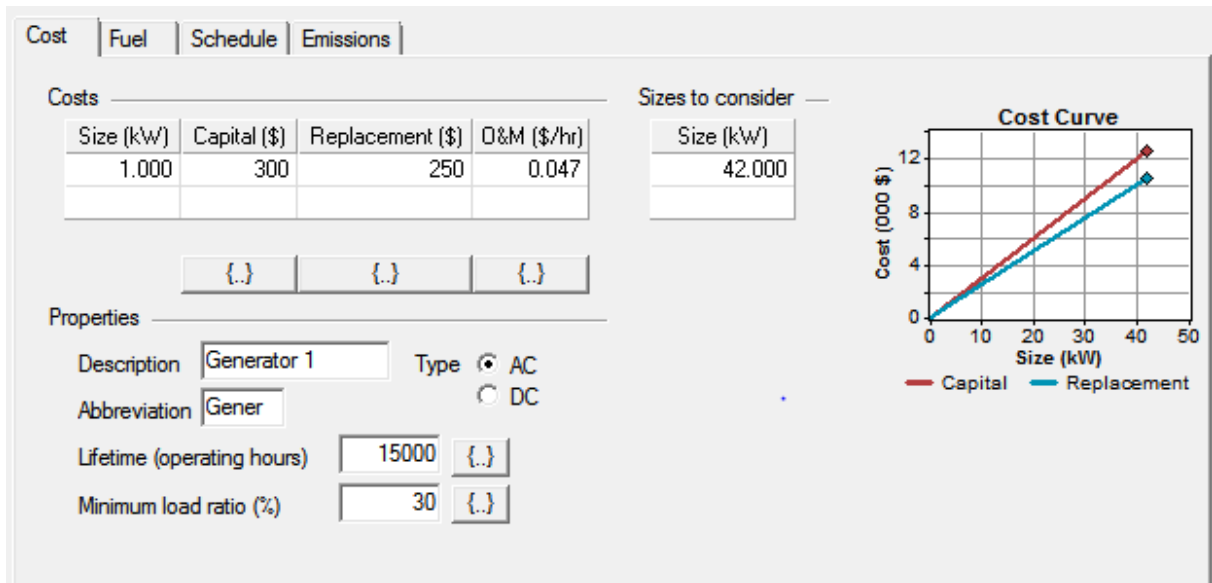 Cost Fuel Schedule Emissions
Costs
Size (kW) Capital ($) Replacement ($) O&M ($/hr)
1.000 300 250 0.047
{..} {..} {..}
Sizes to consider
Size (kW)
42.000
Cost Curve
Cost (000 $)
12
8
4
0
0 10 20 30 40 50
Size (kW)
Capital Replacement
Properties
Description Generator 1 Type AC
DC
Abbreviation Gener
Lifetime (operating hours) 15000 {..}
Minimum load ratio (%) 30 {..}